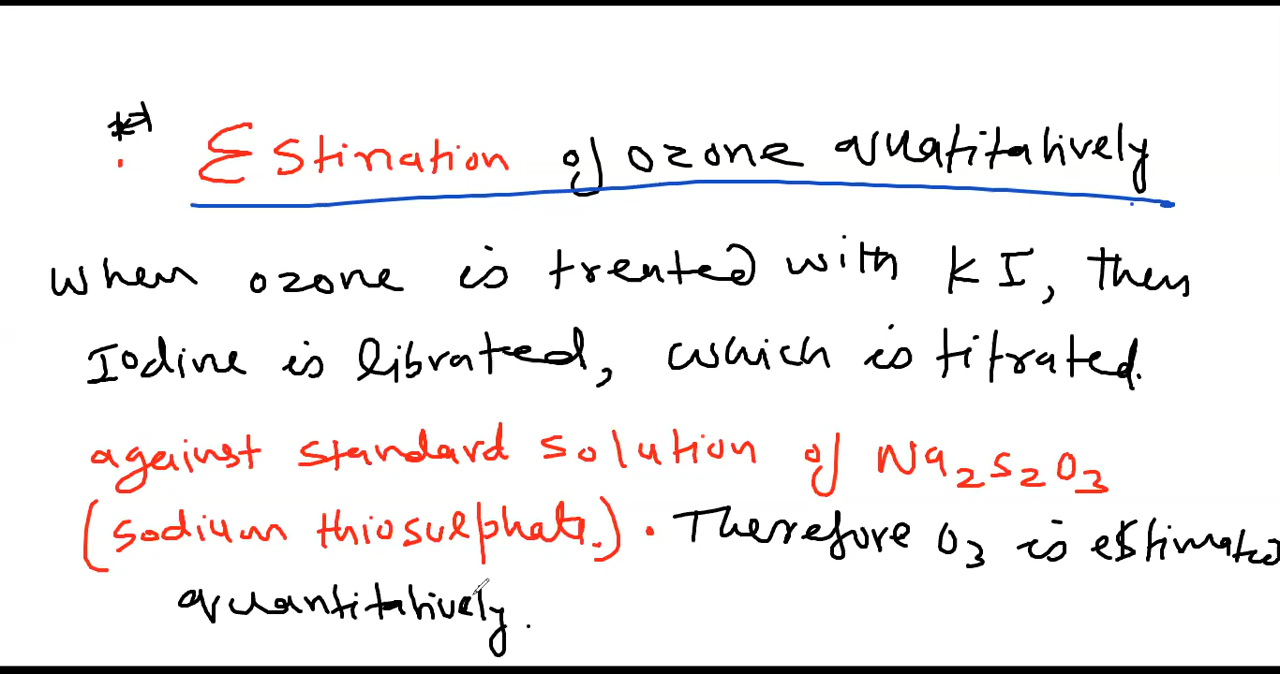 * Estination of ozone quatitatively
When ozone is treated with KI, then
Iodine is librated, which is titrated.
against standard solution of Na2S2O3
(sodium thiosulphate.). Therefore O3 is estimated
quantitatively.